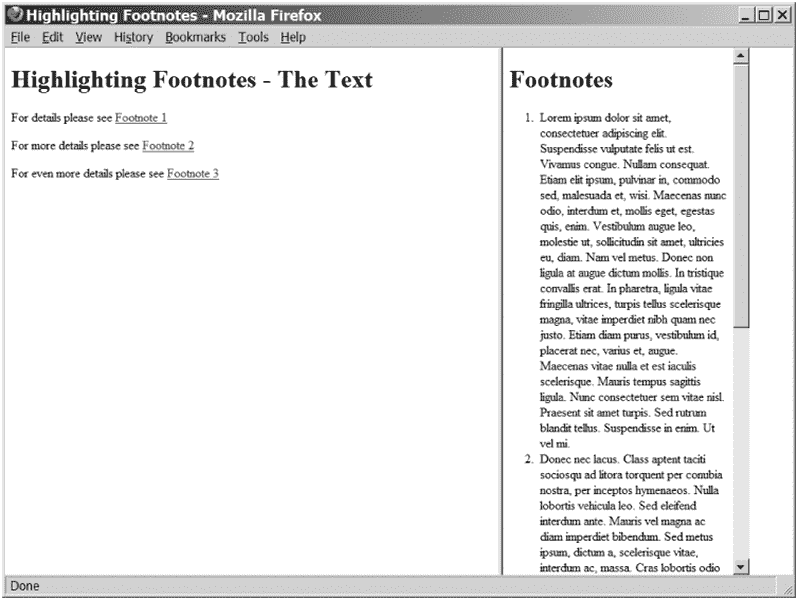 Highlighting Footnotes - Mozilla Firefox
File Edit View History Bookmarks Tools Help
Highlighting Footnotes - The Text
For details please see Footnote 1
For more details please see Footnote 2
For even more details please see Footnote 3
Footnotes
1. Lorem ipsum dolor sit amet,
consectetuer adipiscing elit.
Suspendisse vulputate felis ut est.
Vivamus congue. Nullam consequat.
Etiam elit ipsum, pulvinar in, commodo
sed, malesuada et, wisi. Maecenas nunc
odio, interdum et, mollis eget, egestas
quis, enim. Vestibulum augue leo,
molestie ut, sollicitudin sit amet, ultricies
eu, diam. Nam vel metus. Donec non
ligula at augue dictum mollis. In tristique
convallis erat. In pharetra, ligula vitae
fringilla ultrices, turpis tellus scelerisque
magna, vitae imperdiet nibh quam nec
justo. Etiam diam purus, vestibulum id,
placerat nec, varius et, augue.
Maecenas vitae nulla et est iaculis
scelerisque. Mauris tempus sagittis
ligula. Nunc consectetuer sem vitae nisl.
Praesent sit amet turpis. Sed rutrum
blandit tellus. Suspendisse in enim. Ut
vel mi.
2. Donec nec lacus. Class aptent taciti
sociosqu ad litora torquent per conubia
nostra, per inceptos hymenaeos. Nulla
lobortis vehicula leo. Sed eleifend
interdum ante. Mauris vel magna ac
diam imperdiet bibendum. Sed metus
ipsum, dictum a, scelerisque vitae,
interdum ac, massa. Cras lobortis odio
Done